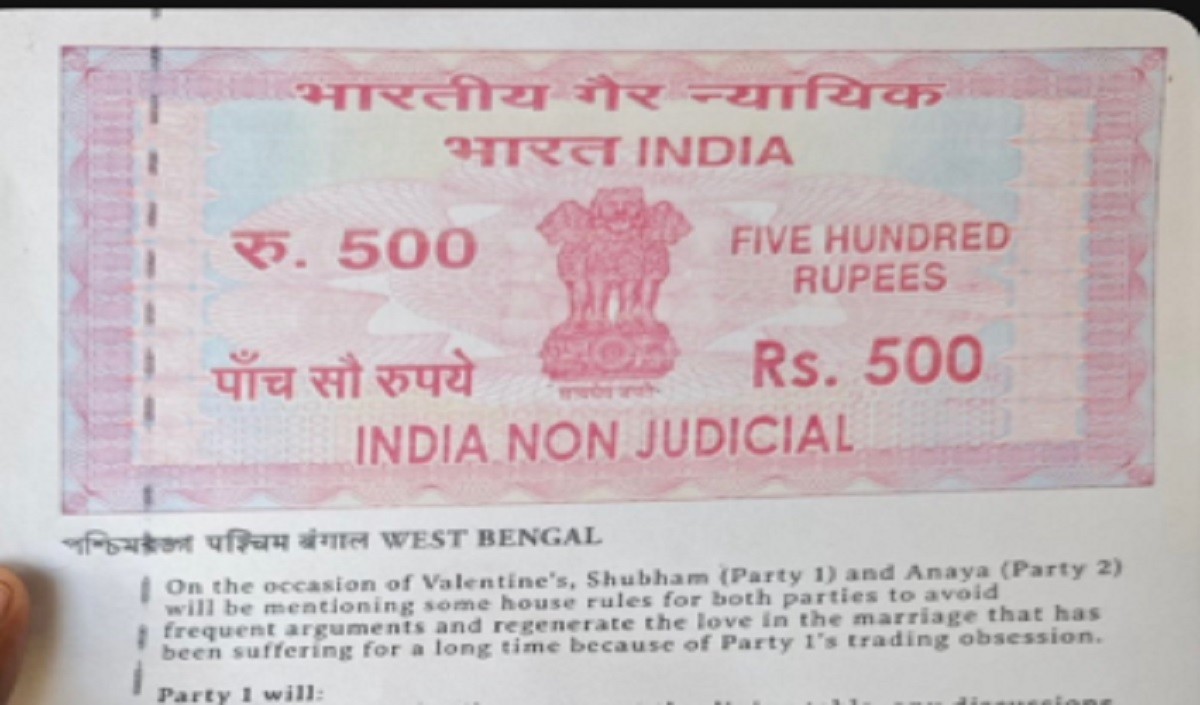 भारतीय गैर न्यायिक
भारत INDIA
रु. 500
FIVE HUNDRED
RUPEES
पाँच सौ रुपये
Rs. 500
सत्यमेव जयते
INDIA NON JUDICIAL
पश्चिम बंगाल WEST BENGAL
On the occasion of Valentine's, Shubham (Party 1) and Anaya (Party 2)
will be mentioning some house rules for both parties to avoid
frequent arguments and regenerate the love in the marriage that has
been suffering for a long time because of Party 1's trading obsession.
Party 1 will: